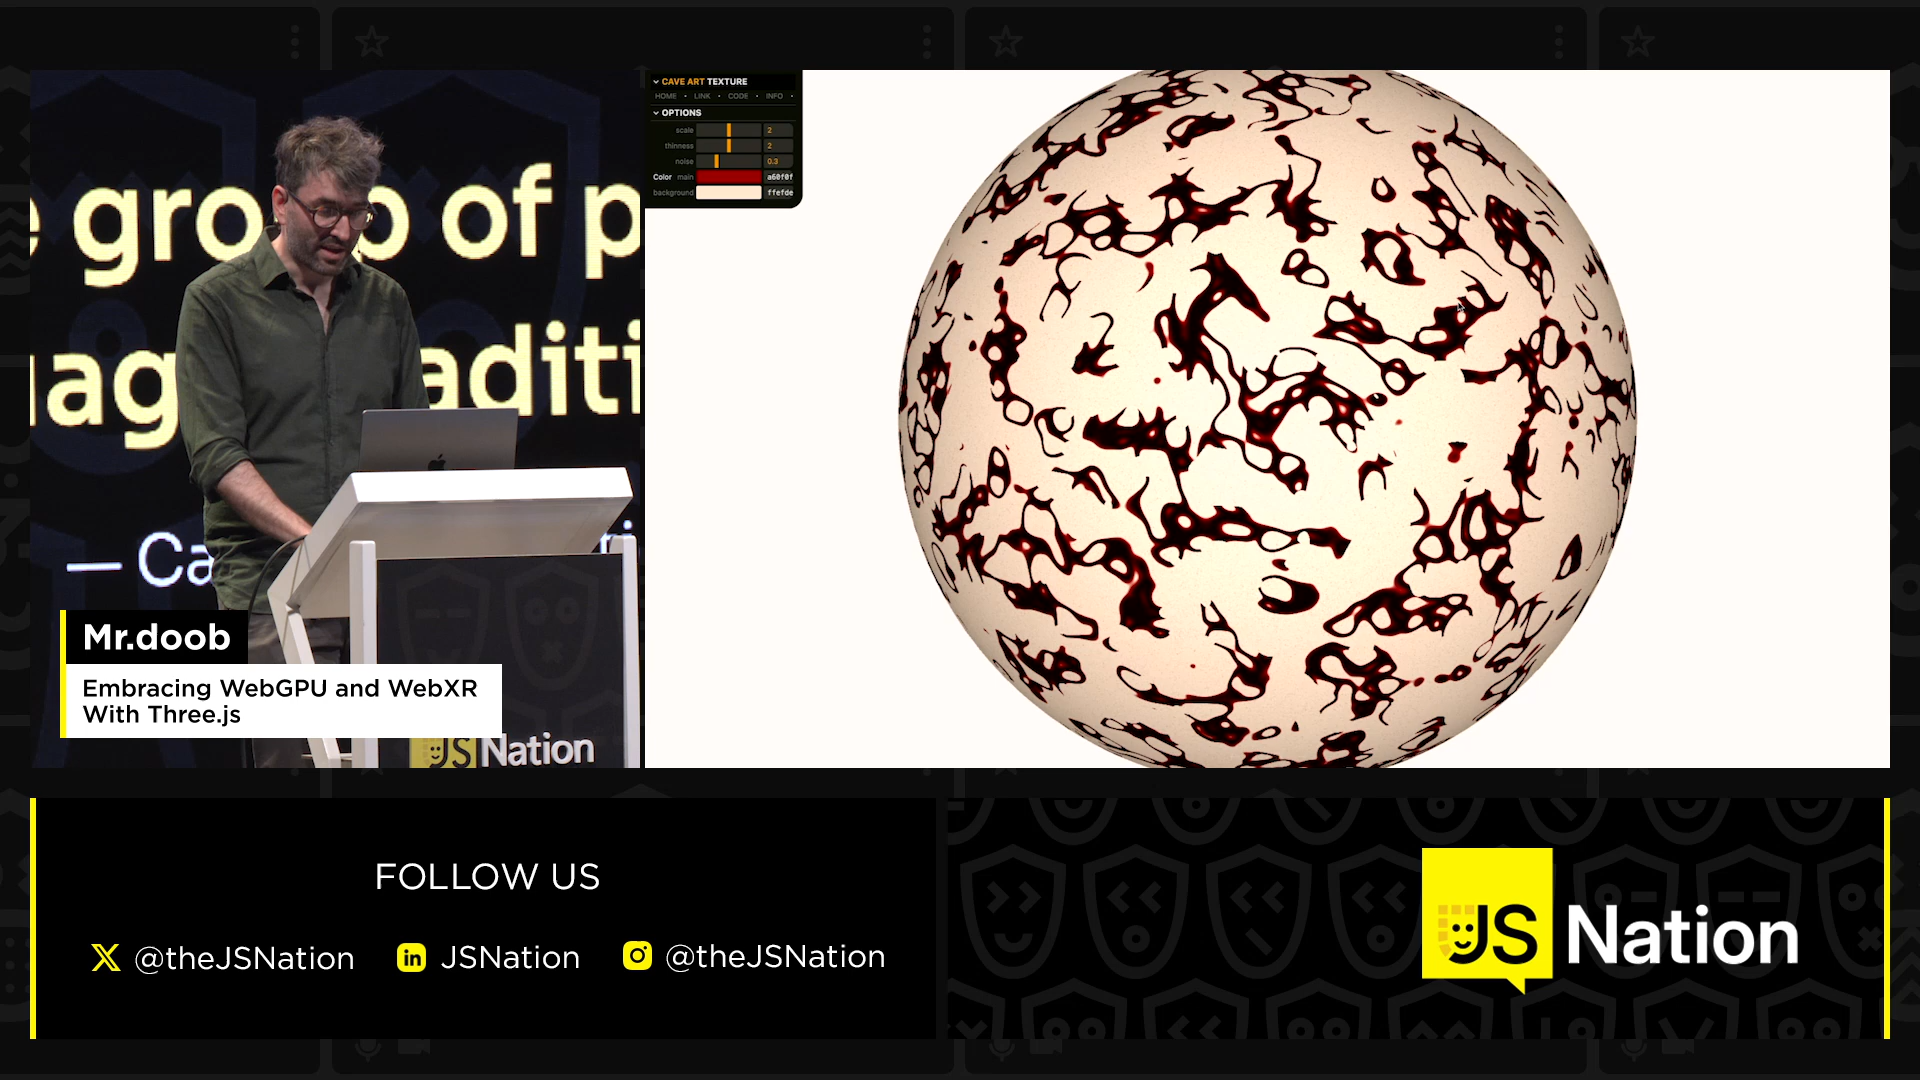 CAVE ART TEXTURE
HOME • LINK • CODE • INFO •
OPTIONS
scale 2
thinness 2
noise 0.3
Color main a60f0f
background ffefde
gro p of p
ag aditi
— Ca
Mr.doob
Embracing WebGPU and WebXR
With Three.js
JS Nation
FOLLOW US
@theJSNation JSNation @theJSNation
JS Nation